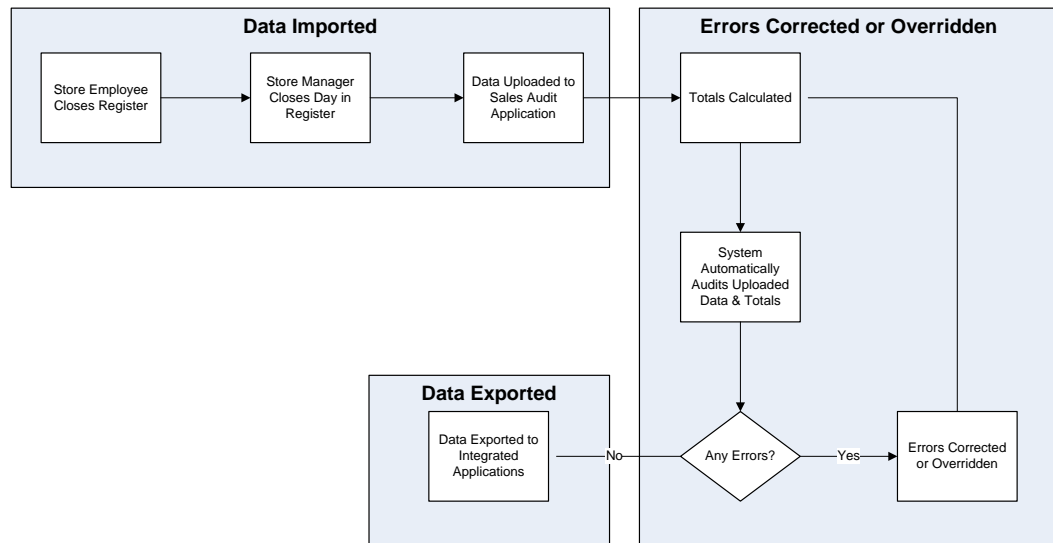 Data Imported
Store Employee
Closes Register
Store Manager
Closes Day in
Register
Data Uploaded to
Sales Audit
Application
Errors Corrected or Overridden
Totals Calculated
System
Automatically
Audits Uploaded
Data & Totals
Any Errors?
Yes
Errors Corrected
or Overridden
No
Data Exported
Data Exported to
Integrated
Applications